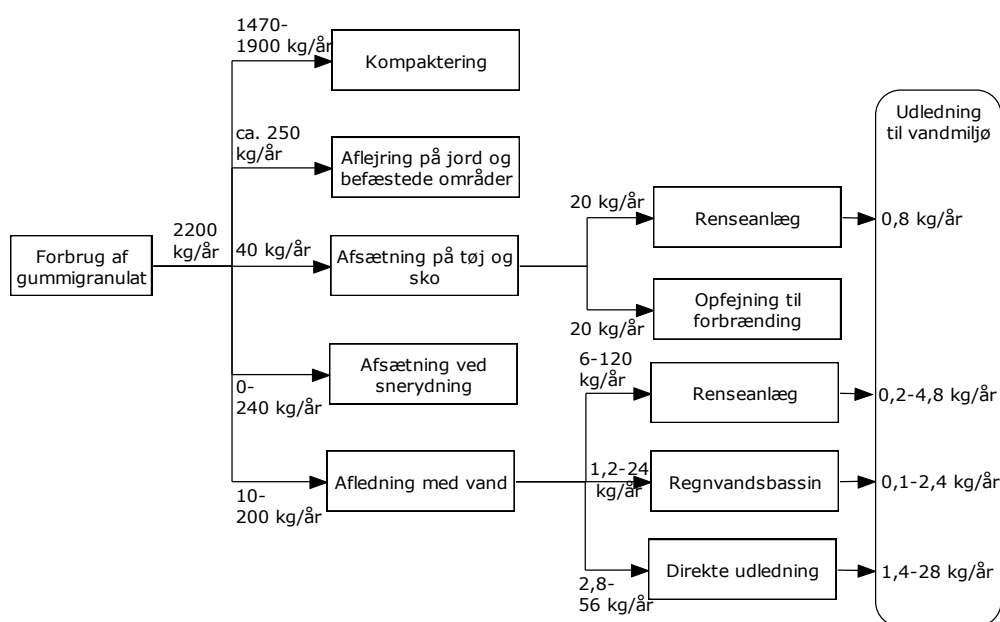 1470-
1900 kg/år
Kompaktering
Udledning
til vandmiljø
ca. 250
kg/år
Aflejring på jord og
befæstede områder
20 kg/år
Renseanlæg
0,8 kg/år
2200
kg/år
40 kg/år
Forbrug af
gummigranulat
Afsætning på tøj og
sko
Opfejning til
forbrænding
20 kg/år
Afsætning ved
snerydning
0-
240 kg/år
6-120
kg/år
Renseanlæg
0,2-4,8 kg/år
Afledning med vand
1,2-24
kg/år
Regnvandsbassin
0,1-2,4 kg/år
10-
200 kg/år
Direkte udledning
1,4-28 kg/år
2,8-
56 kg/år